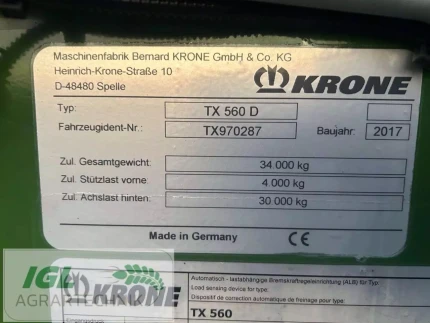 Maschinenfabrik Bernard KRONE GmbH & Co. KG
Heinrich-Krone-Straße 10
D-48480 Spelle
KRONE
Typ: TX 560 D
Fahrzeugident-Nr.: TX970287 Baujahr: 2017
Zul. Gesamtgewicht: 34 000 kg
Zul. Stützlast vorne: 4 000 kg
Zul. Achslast hinten: 30 000 kg
Made in Germany CE
IGL
AGRARTECHNIK
KRONE
Automatisch - lastabhängige Bremskraftregeleinrichtung (ALB) für Typ:
Load sensing device for type:
Dispositif de correction automatique de freinage pour type:
TX 560